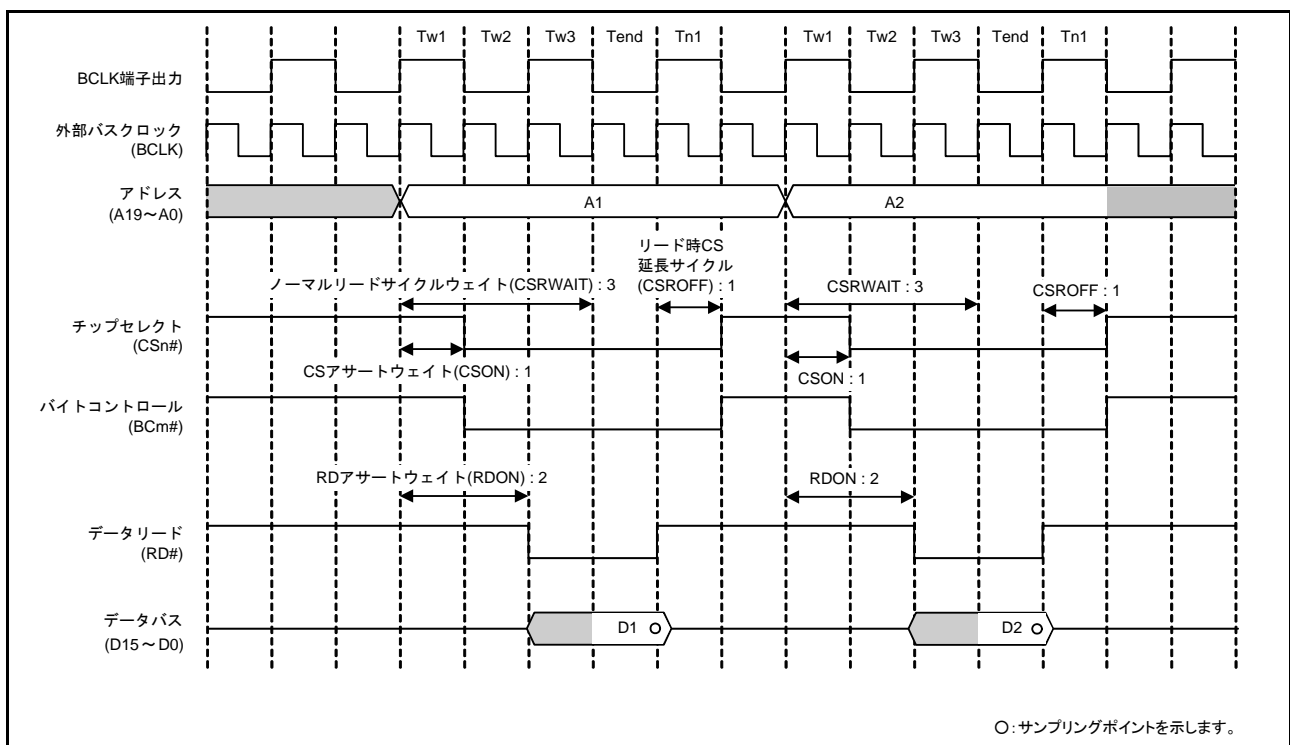 Tw1 Tw2 Tw3 Tend Tn1 Tw1 Tw2 Tw3 Tend Tn1
BCLK端子出力
外部バスクロック
(BCLK)
アドレス
(A19～A0)
A1
A2
リード時CS
延長サイクル
(CSROFF) : 1
ノーマルリードサイクルウェイト(CSRWAIT) : 3
CSRWAIT : 3
CSROFF : 1
チップセレクト
(CSn#)
CSアサートウェイト(CSON) : 1
CSON : 1
バイトコントロール
(BCm#)
RDアサートウェイト(RDON) : 2
RDON : 2
データリード
(RD#)
データバス
(D15～D0)
D1
D2
○：サンプリングポイントを示します。